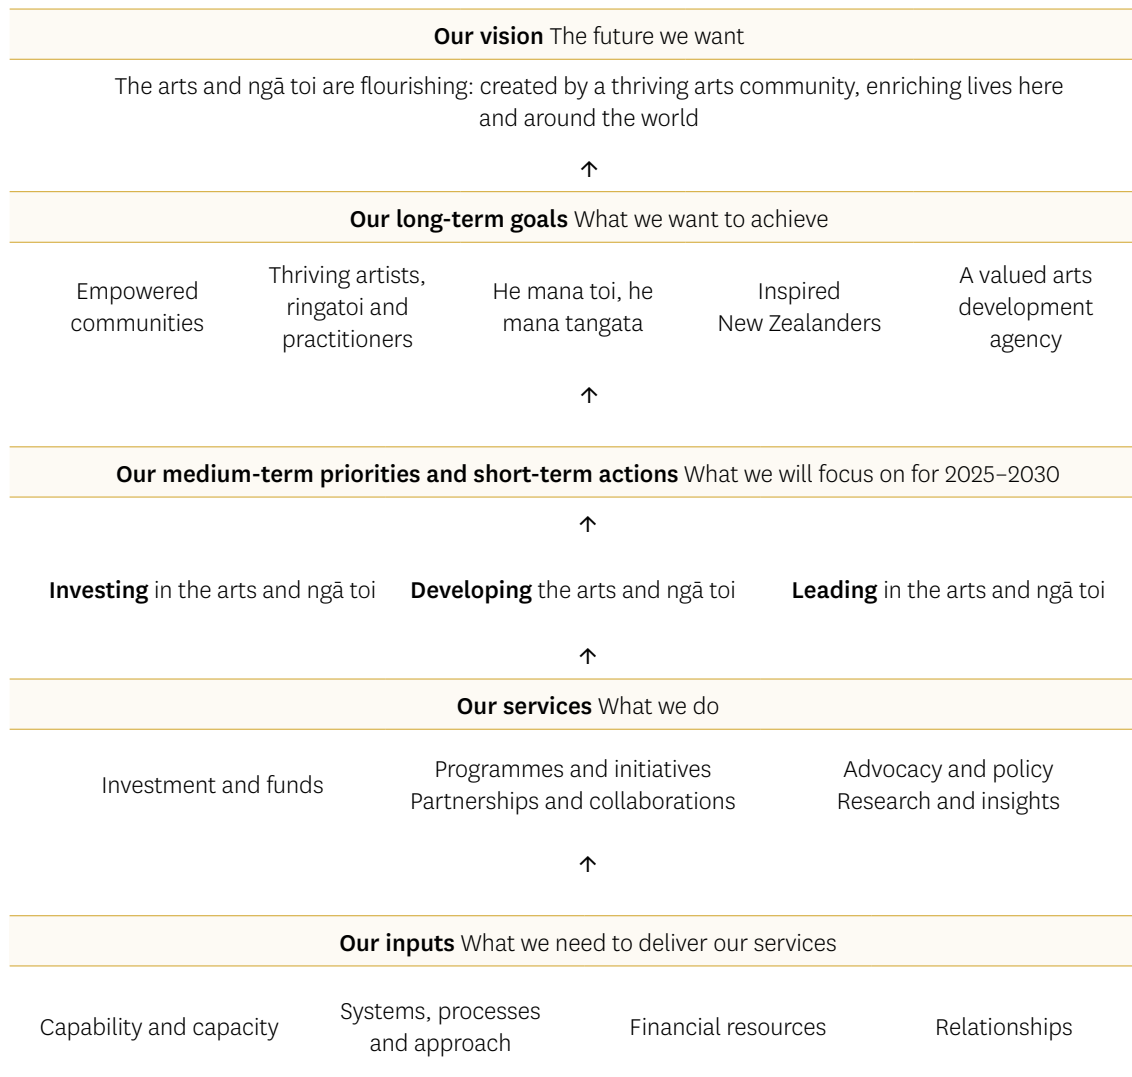 Our vision The future we want
The arts and ngā toi are flourishing: created by a thriving arts community, enriching lives here
and around the world
↑
Our long-term goals What we want to achieve
Empowered
communities
Thriving artists,
ringatoi and
practitioners
He mana toi, he
mana tangata
Inspired
New Zealanders
A valued arts
development
agency
↑
Our medium-term priorities and short-term actions What we will focus on for 2025–2030
↑
Investing in the arts and ngā toi
Developing the arts and ngā toi
Leading in the arts and ngā toi
↑
Our services What we do
Investment and funds
Programmes and initiatives
Partnerships and collaborations
Advocacy and policy
Research and insights
↑
Our inputs What we need to deliver our services
Capability and capacity
Systems, processes
and approach
Financial resources
Relationships